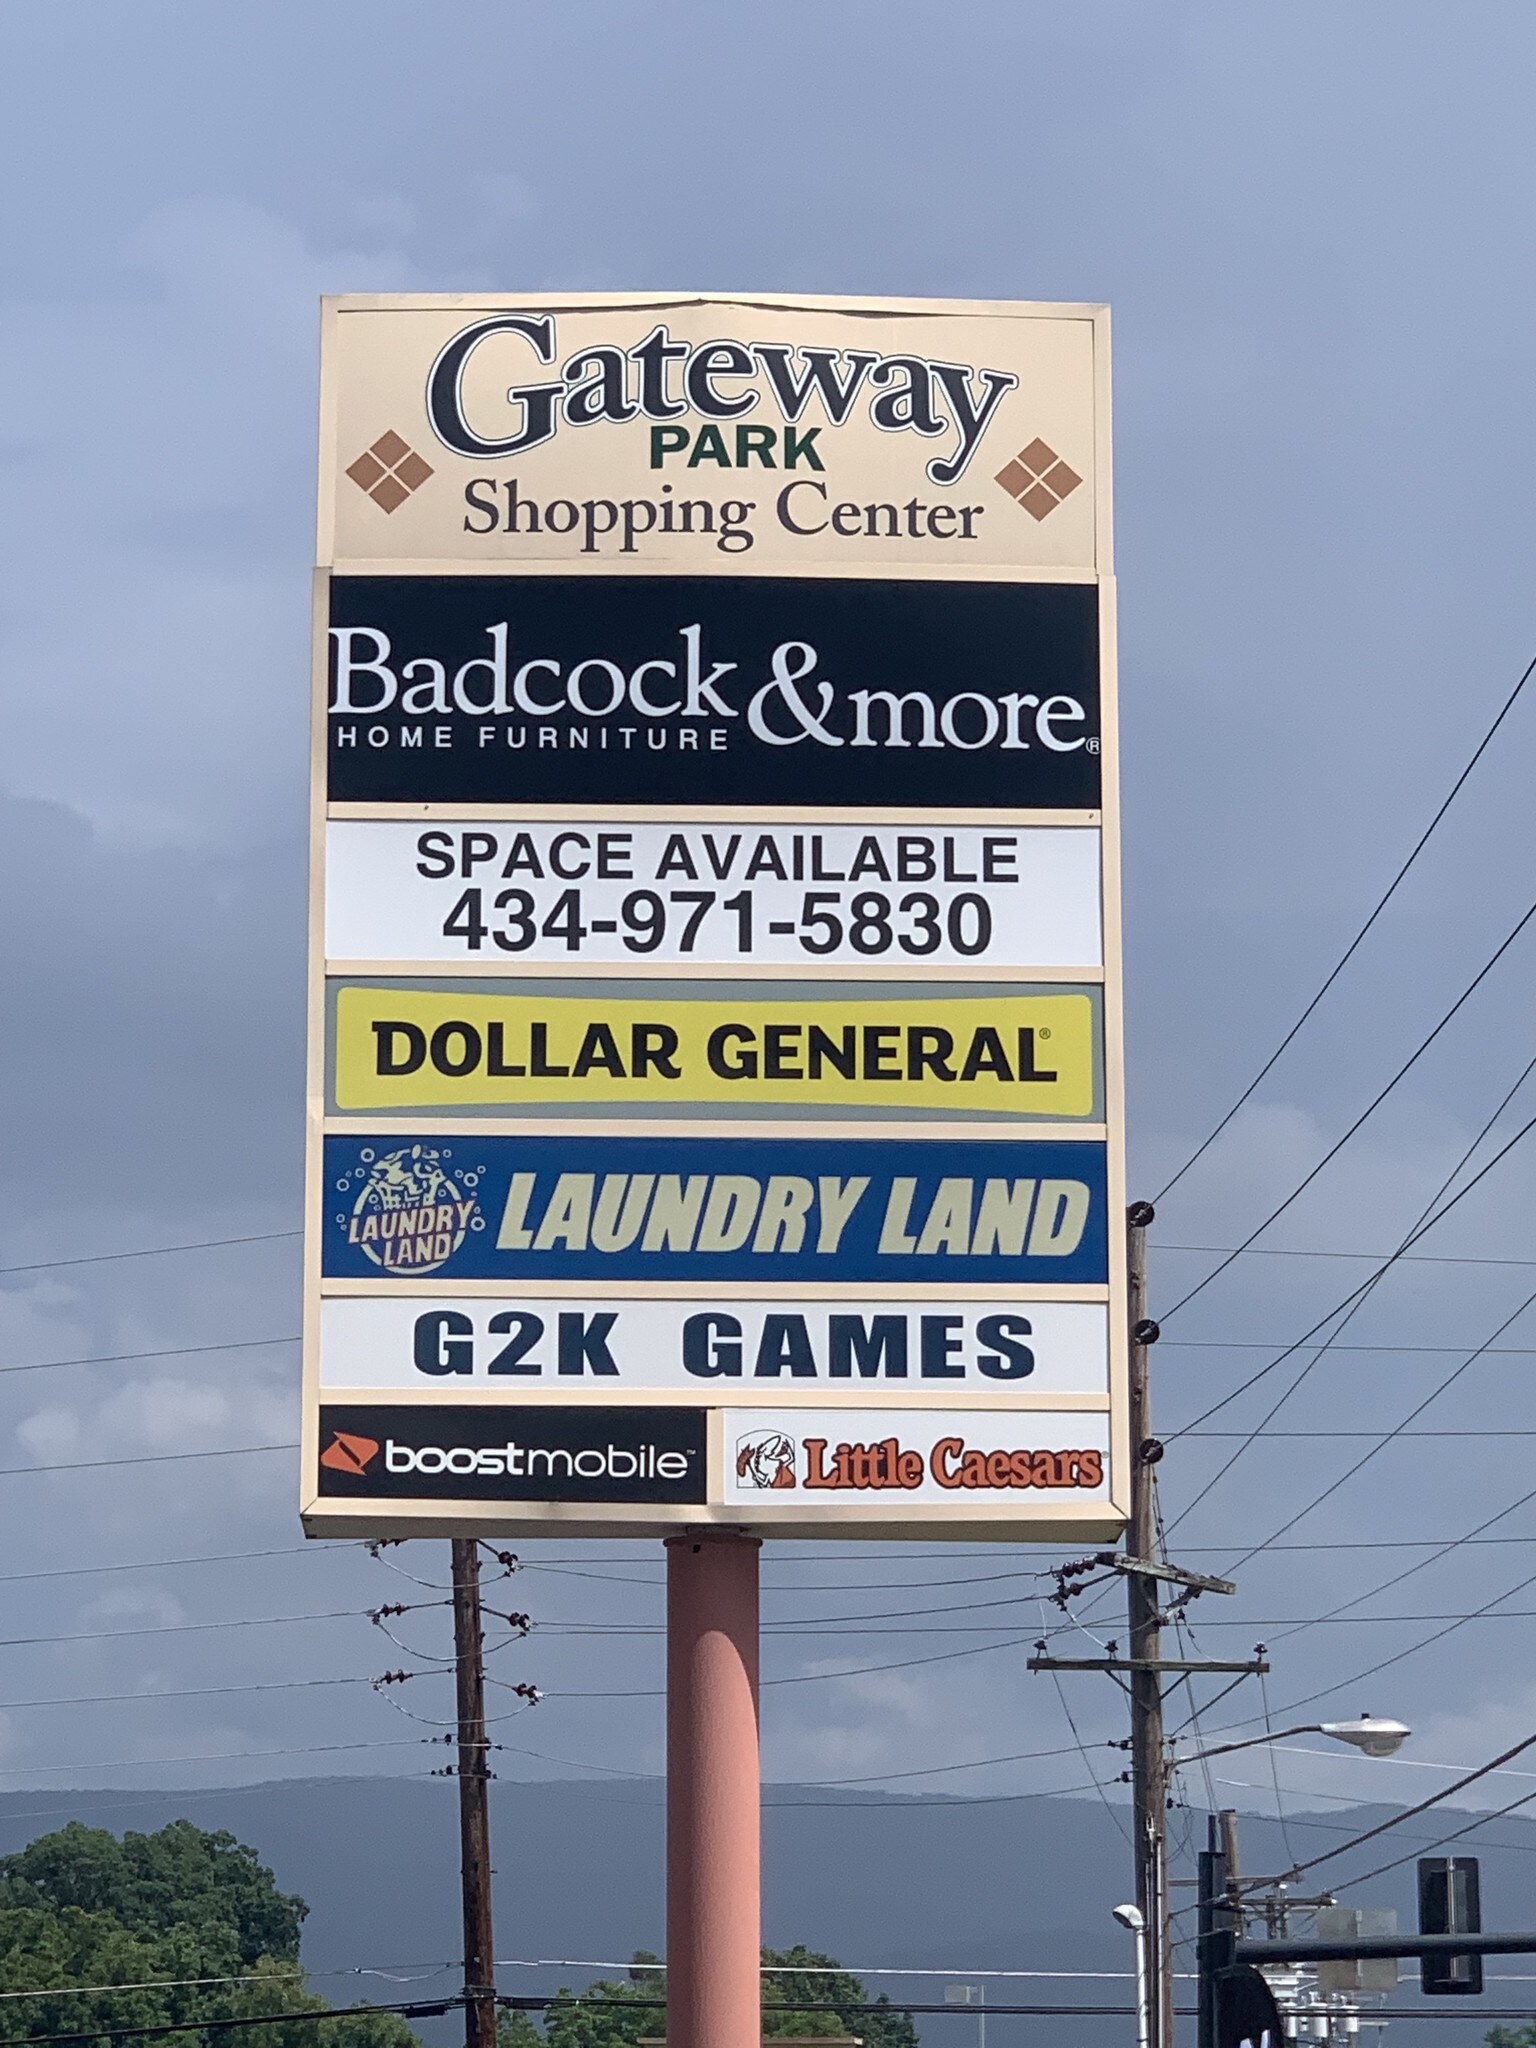 Gateway
PARK
Shopping Center
Badcock & more®
HOME FURNITURE
SPACE AVAILABLE
434-971-5830
DOLLAR GENERAL®
LAUNDRY
LAND
LAUNDRY LAND
G2K GAMES
boostmobile™
Little Caesars